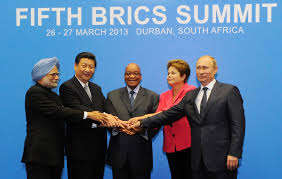 FIFTH BRICS SUMMIT
26 - 27 MARCH 2013 DURBAN, SOUTH AFRICA